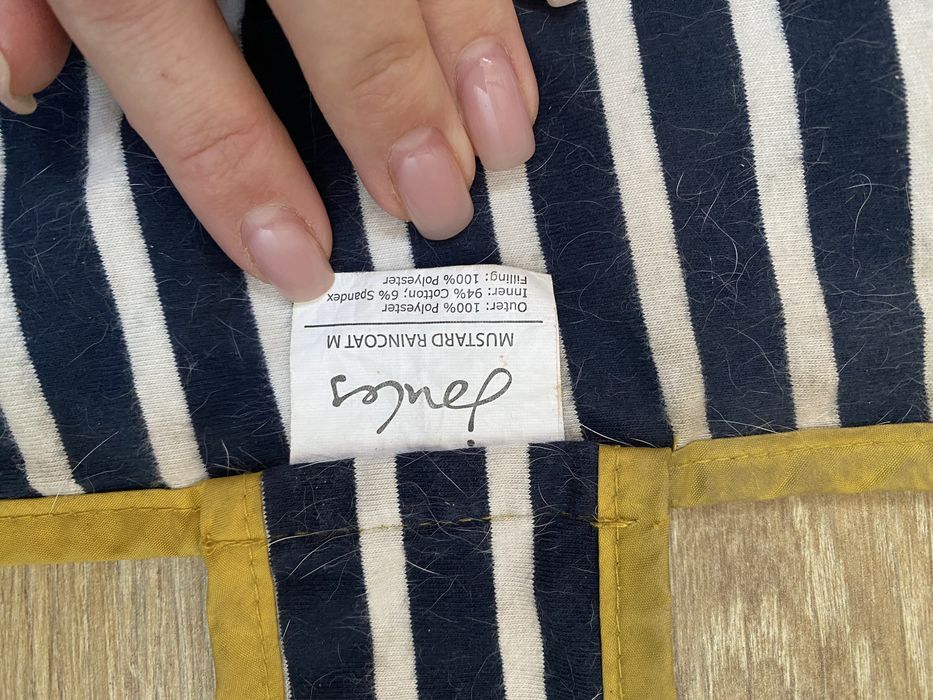 Joules
MUSTARD RAINCOAT M
Outer: 100% Polyester
Inner: 94% Cotton; 6% Spandex
Filling: 100% Polyester